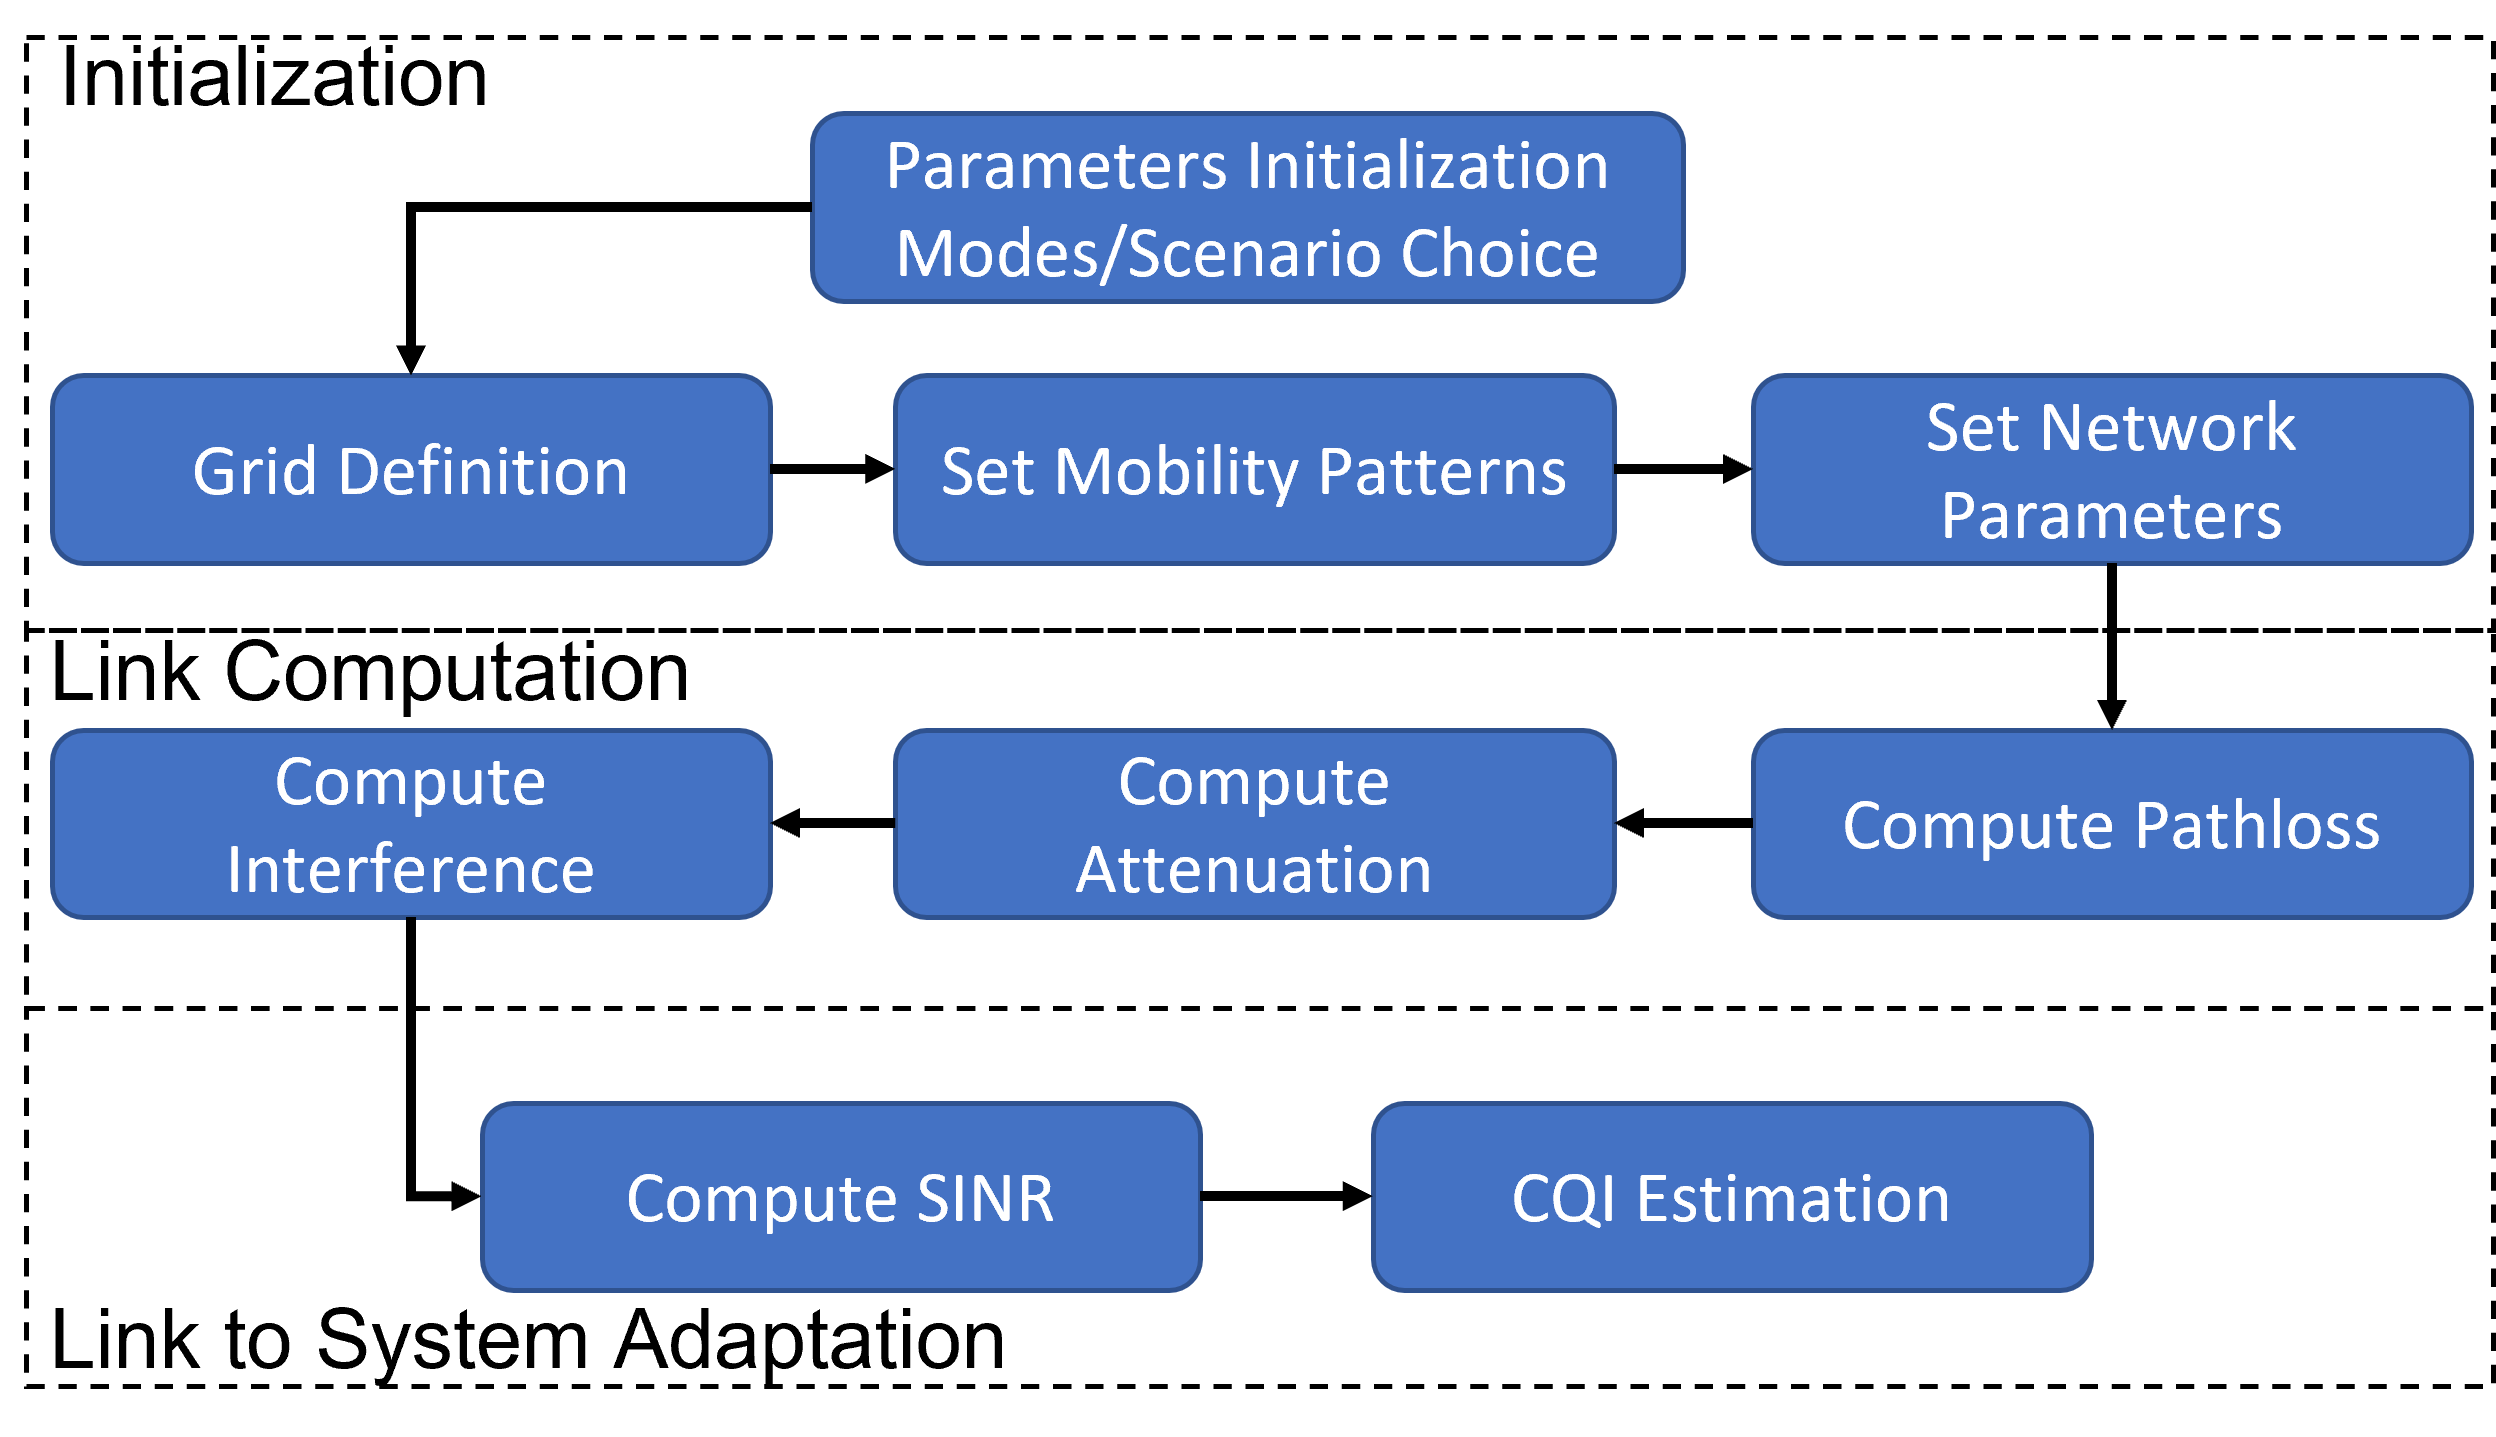 Initialization
Parameters Initialization
Modes/Scenario Choice
Grid Definition
Set Mobility Patterns
Set Network
Parameters
Link Computation
Compute
Interference
Compute
Attenuation
Compute Pathloss
Compute SINR
CQI Estimation
Link to System Adaptation